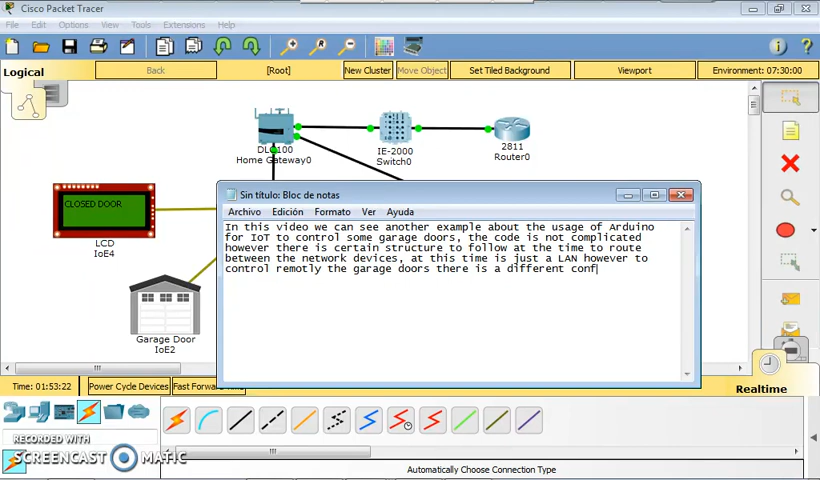 Cisco Packet Tracer
File Edit Options View Tools Extensions Help
Logical Back [Root] New Cluster Move Object Set Tiled Background Viewport Environment: 07:30:00
DLC100
Home Gateway0
IE-2000
Switch0
2811
Router0
CLOSED DOOR
LCD
IoE4
Garage Door
IoE2
Sin título: Bloc de notas
Archivo Edición Formato Ver Ayuda
In this video we can see another example about the usage of Arduino
for IoT to control some garage doors, the code is not complicated
however there is certain structure to follow at the time to route
between the network devices, at this time is just a LAN however to
control remotly the garage doors there is a different conf
Time: 01:53:22 Power Cycle Devices Fast Forward Time Realtime
RECORDED WITH
SCREENCAST MATIC
Automatically Choose Connection Type